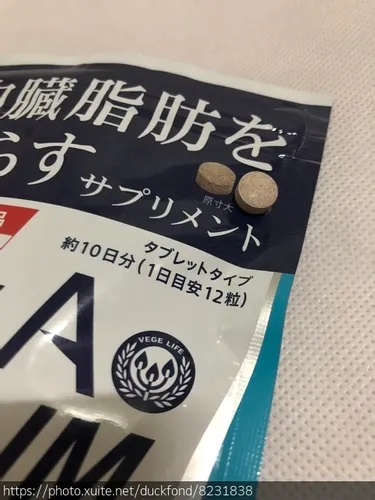 臓脂肪を
らす
サプリメント
原寸大
タブレットタイプ
約10日分(1日目安12粒)
A
VEGE LIFE
IM
https://photo.xuite.net/duckfond/8231838